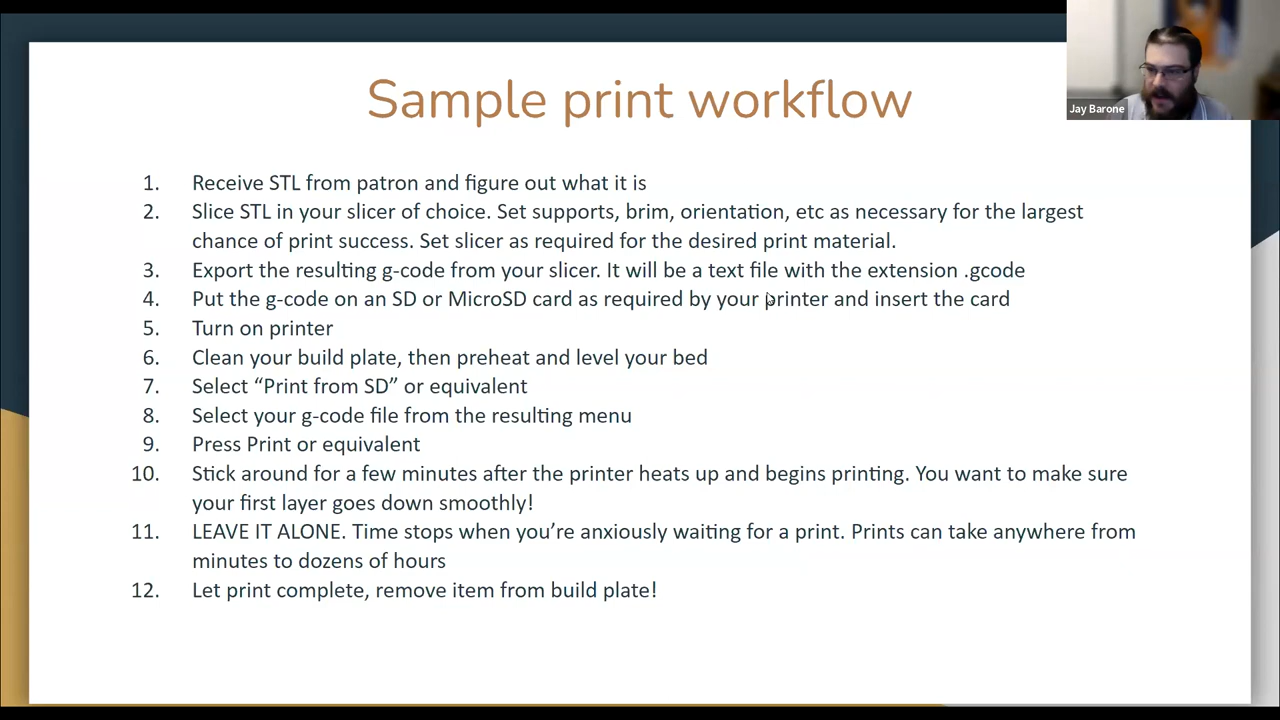 Sample print workflow
Jay Barone
1. Receive STL from patron and figure out what it is
2. Slice STL in your slicer of choice. Set supports, brim, orientation, etc as necessary for the largest
chance of print success. Set slicer as required for the desired print material.
3. Export the resulting g-code from your slicer. It will be a text file with the extension .gcode
4. Put the g-code on an SD or MicroSD card as required by your printer and insert the card
5. Turn on printer
6. Clean your build plate, then preheat and level your bed
7. Select “Print from SD” or equivalent
8. Select your g-code file from the resulting menu
9. Press Print or equivalent
10. Stick around for a few minutes after the printer heats up and begins printing. You want to make sure
your first layer goes down smoothly!
11. LEAVE IT ALONE. Time stops when you’re anxiously waiting for a print. Prints can take anywhere from
minutes to dozens of hours
12. Let print complete, remove item from build plate!